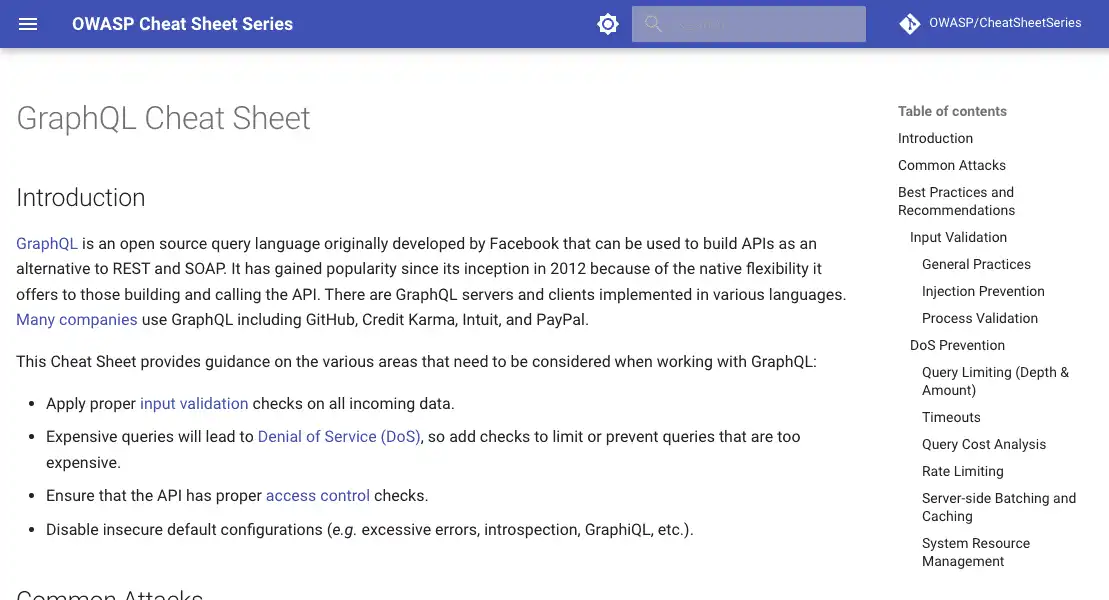 OWASP Cheat Sheet Series
OWASP/CheatSheetSeries
GraphQL Cheat Sheet
Introduction
GraphQL is an open source query language originally developed by Facebook that can be used to build APIs as an
alternative to REST and SOAP. It has gained popularity since its inception in 2012 because of the native flexibility it
offers to those building and calling the API. There are GraphQL servers and clients implemented in various languages.
Many companies use GraphQL including GitHub, Credit Karma, Intuit, and PayPal.
This Cheat Sheet provides guidance on the various areas that need to be considered when working with GraphQL:
• Apply proper input validation checks on all incoming data.
• Expensive queries will lead to Denial of Service (DoS), so add checks to limit or prevent queries that are too
expensive.
• Ensure that the API has proper access control checks.
• Disable insecure default configurations (e.g. excessive errors, introspection, GraphiQL, etc.).
Common Attacks
Table of contents
Introduction
Common Attacks
Best Practices and
Recommendations
Input Validation
General Practices
Injection Prevention
Process Validation
DoS Prevention
Query Limiting (Depth &
Amount)
Timeouts
Query Cost Analysis
Rate Limiting
Server-side Batching and
Caching
System Resource
Management